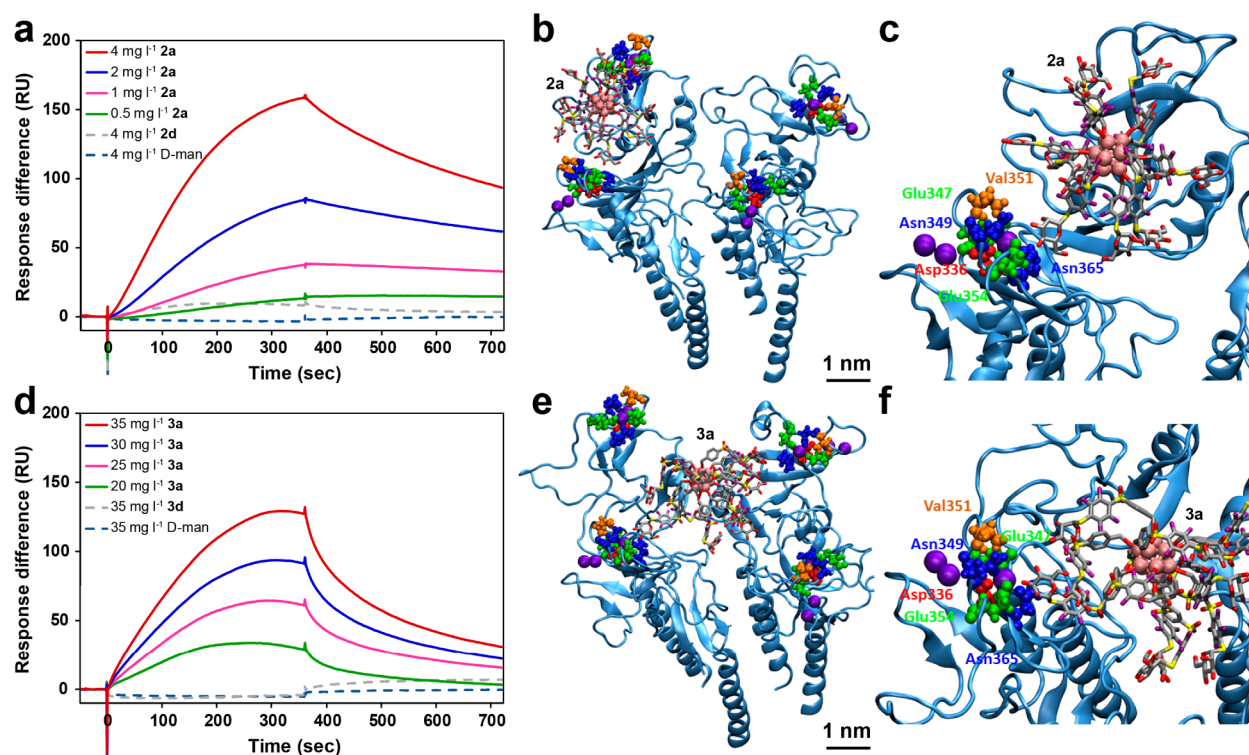 a
200
150
100
50
0
Response difference (RU)
4 mg l⁻¹ 2a
2 mg l⁻¹ 2a
1 mg l⁻¹ 2a
0.5 mg l⁻¹ 2a
4 mg l⁻¹ 2d
4 mg l⁻¹ D-man
0 100 200 300 400 500 600 700
Time (sec)
b
2a
1 nm
c
2a
Val351
Glu347
Asn349
Asp336
Asn365
Glu354
d
200
150
100
50
0
Response difference (RU)
35 mg l⁻¹ 3a
30 mg l⁻¹ 3a
25 mg l⁻¹ 3a
20 mg l⁻¹ 3a
35 mg l⁻¹ 3d
35 mg l⁻¹ D-man
0 100 200 300 400 500 600 700
Time (sec)
e
3a
1 nm
f
3a
Val351
Asn349
Glu347
Asp336
Glu354
Asn365